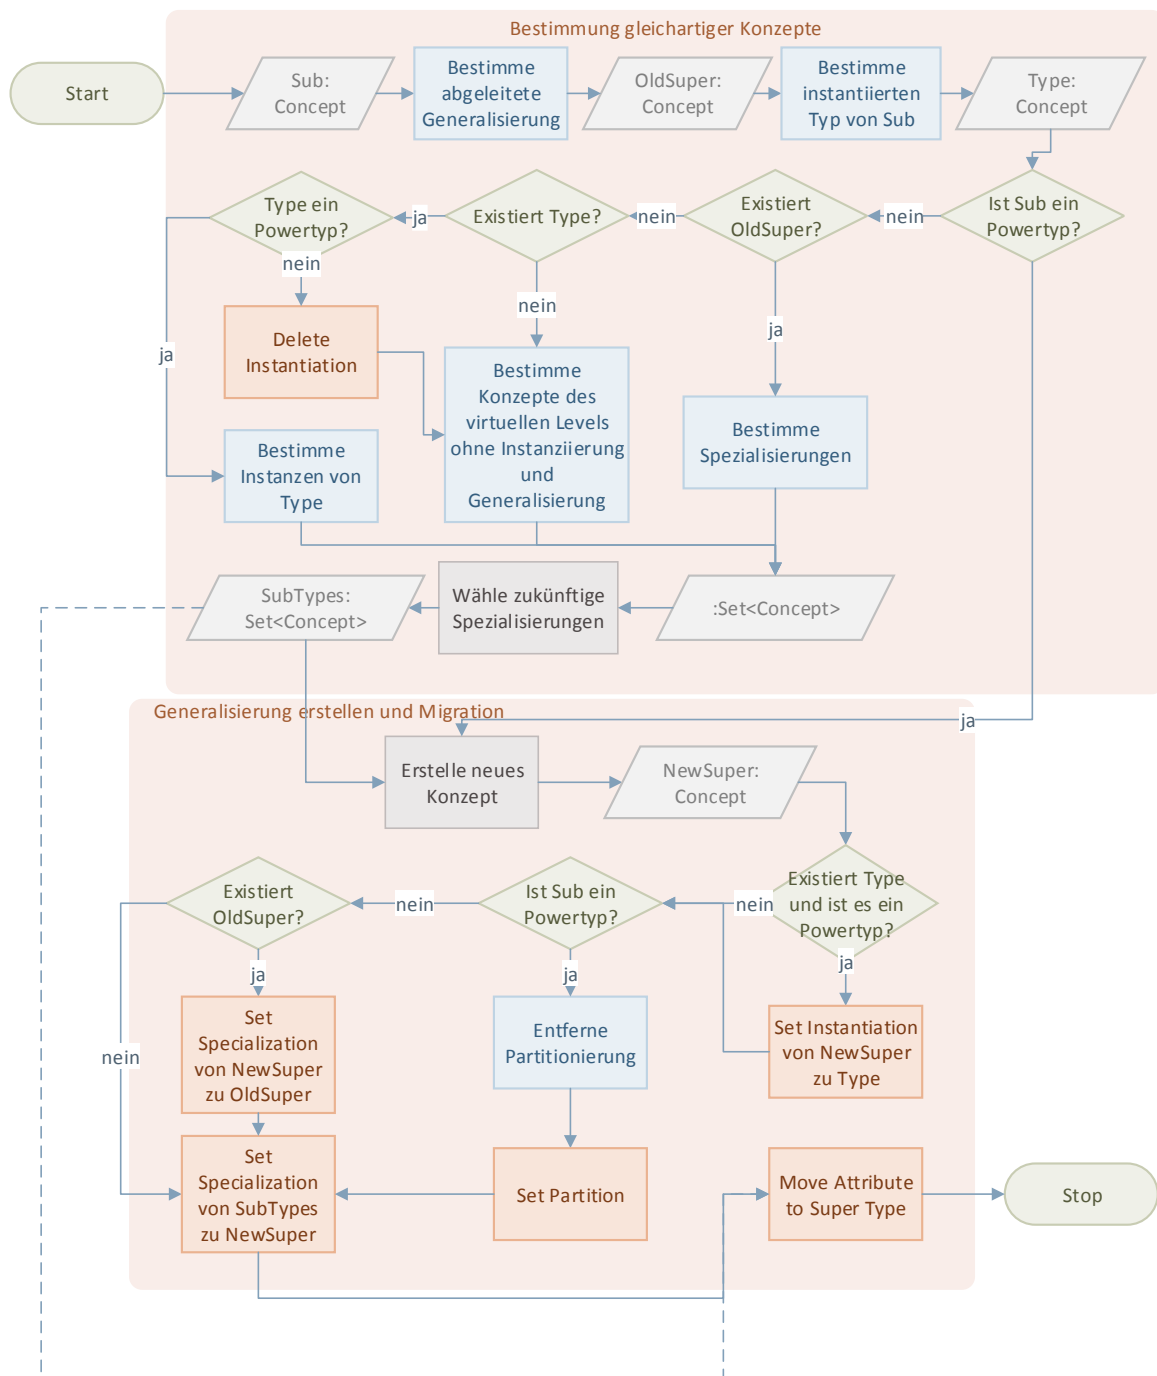 Bestimmung gleichartiger Konzepte
Start
Sub:
Concept
Bestimme
abgeleitete
Generalisierung
OldSuper:
Concept
Bestimme
instantiierten
Typ von Sub
Type:
Concept
Type ein
Powertyp?
ja
Existiert Type?
nein
Existiert
OldSuper?
nein
Ist Sub ein
Powertyp?
nein
nein
ja
ja
Delete
Instantiation
Bestimme
Konzepte des
virtuellen Levels
ohne Instanziierung
und
Generalisierung
Bestimme
Spezialisierungen
Bestimme
Instanzen von
Type
SubTypes:
Set<Concept>
Wähle zukünftige
Spezialisierungen
:Set<Concept>
Generalisierung erstellen und Migration
ja
Erstelle neues
Konzept
NewSuper:
Concept
Existiert
OldSuper?
nein
Ist Sub ein
Powertyp?
nein
Existiert Type
und ist es ein
Powertyp?
ja
ja
ja
nein
Set
Specialization
von NewSuper
zu OldSuper
Entferne
Partitionierung
Set Instantiation
von NewSuper
zu Type
Set
Specialization
von SubTypes
zu NewSuper
Set Partition
Move Attribute
to Super Type
Stop